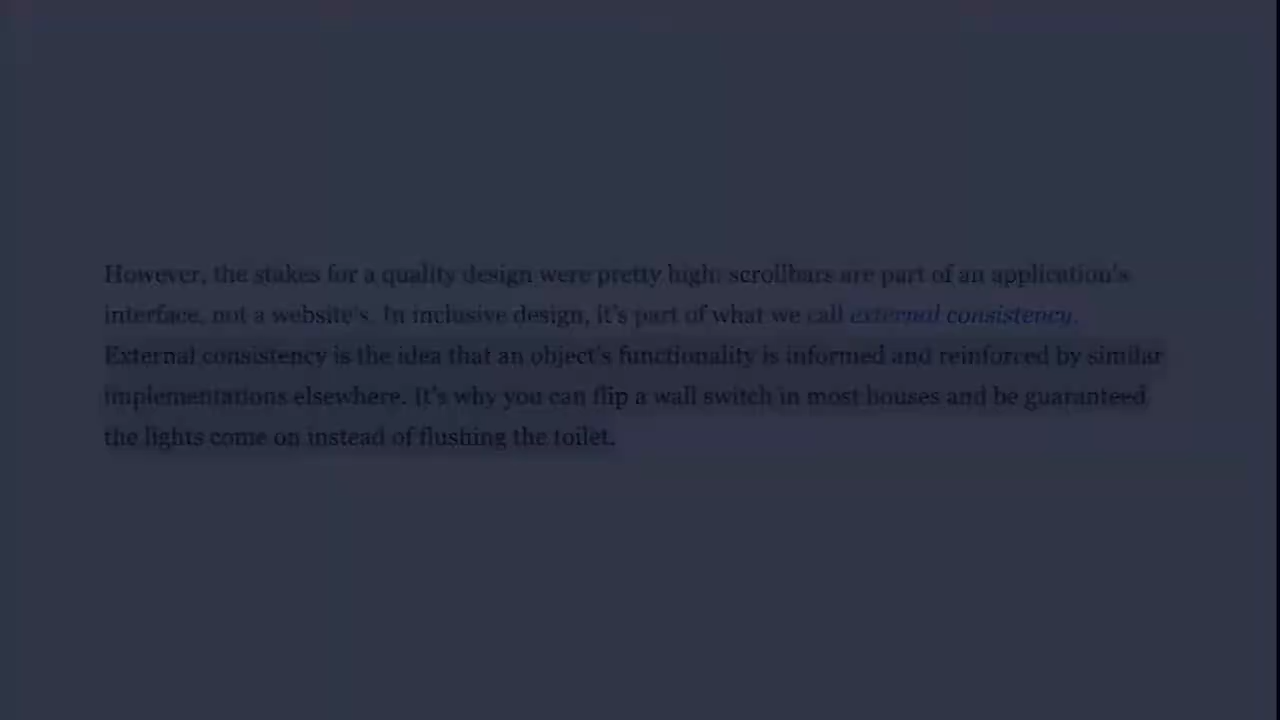 However, the stakes for a quality design were pretty high: scrollbars are part of an application's
interface, not a website's. In inclusive design, it's part of what we call external consistency.
External consistency is the idea that an object's functionality is informed and reinforced by similar
implementations elsewhere. It's why you can flip a wall switch in most houses and be guaranteed
the lights come on instead of flushing the toilet.